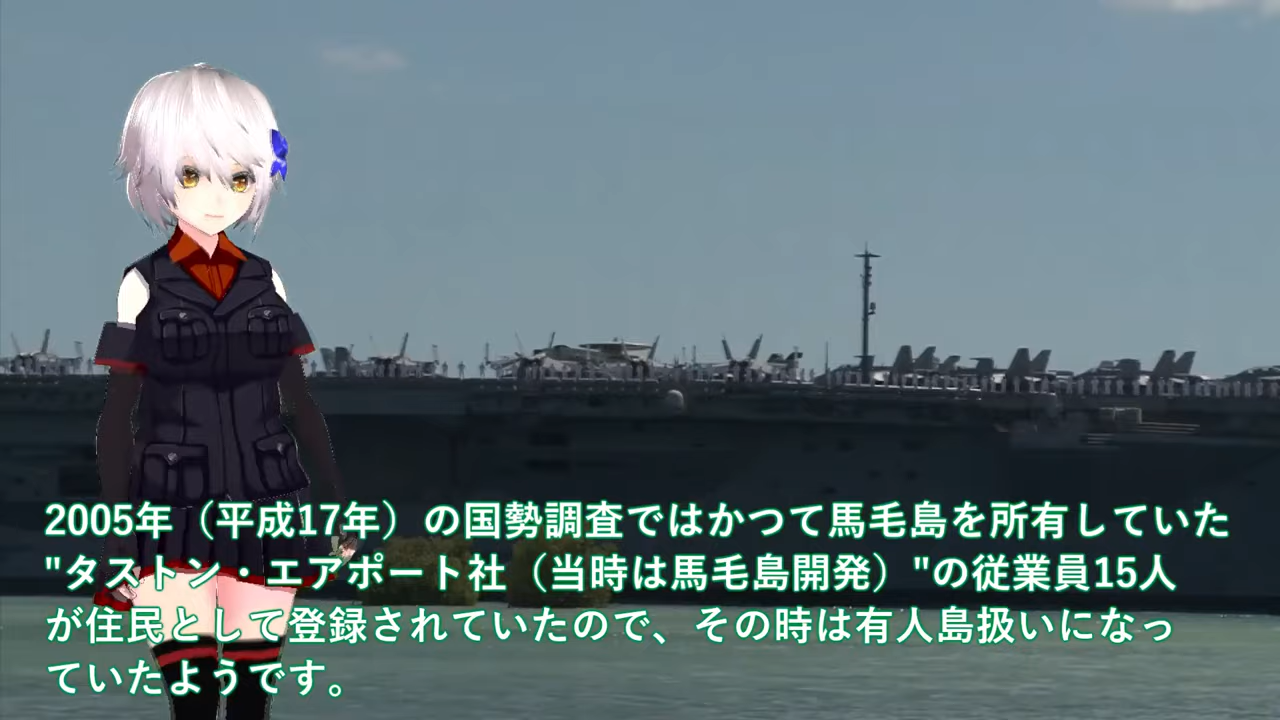 2005年（平成17年）の国勢調査ではかつて馬毛島を所有していた
"タストン・エアポート社（当時は馬毛島開発）"の従業員15人
が住民として登録されていたので、その時は有人島扱いになっ
ていたようです。